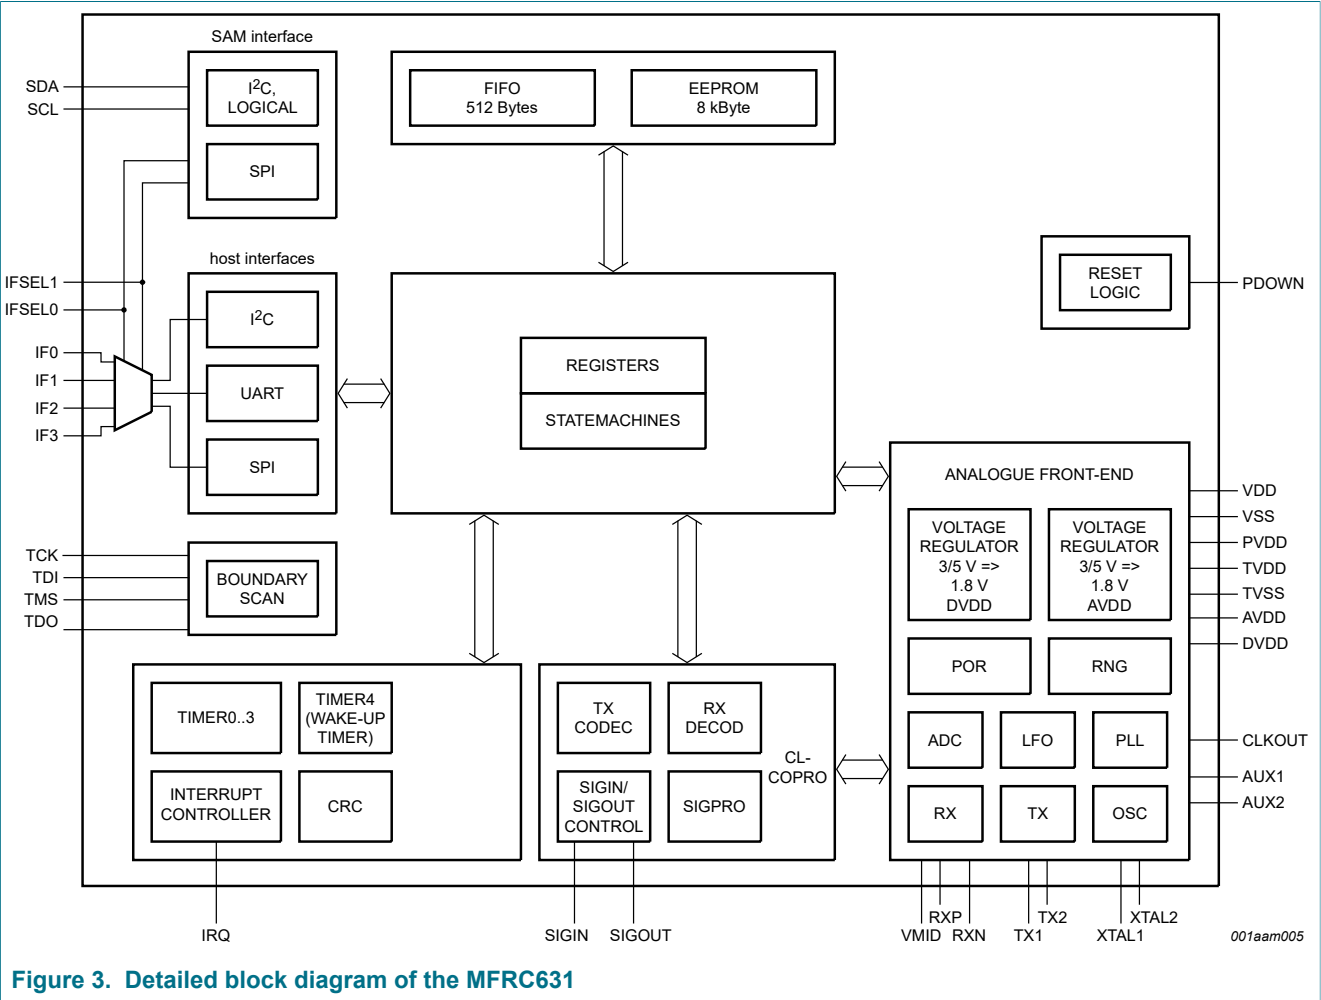 SAM interface
SDA
SCL
I2C,
LOGICAL
SPI
FIFO
512 Bytes
EEPROM
8 kByte
host interfaces
IFSEL1
IFSEL0
IF0
IF1
IF2
IF3
I2C
UART
SPI
REGISTERS
STATEMACHINES
RESET
LOGIC
PDOWN
TCK
TDI
TMS
TDO
BOUNDARY
SCAN
ANALOGUE FRONT-END
VOLTAGE
REGULATOR
3/5 V =>
1.8 V
DVDD
VOLTAGE
REGULATOR
3/5 V =>
1.8 V
AVDD
POR
RNG
ADC
LFO
PLL
RX
TX
OSC
VDD
VSS
PVDD
TVDD
TVSS
AVDD
DVDD
CLKOUT
AUX1
AUX2
TIMER0..3
TIMER4
(WAKE-UP
TIMER)
INTERRUPT
CONTROLLER
CRC
TX
CODEC
RX
DECOD
SIGIN/
SIGOUT
CONTROL
SIGPRO
CL-
COPRO
IRQ
SIGIN
SIGOUT
VMID
RXP
RXN
TX1
TX2
XTAL1
XTAL2
001aam005
Figure 3. Detailed block diagram of the MFRC631